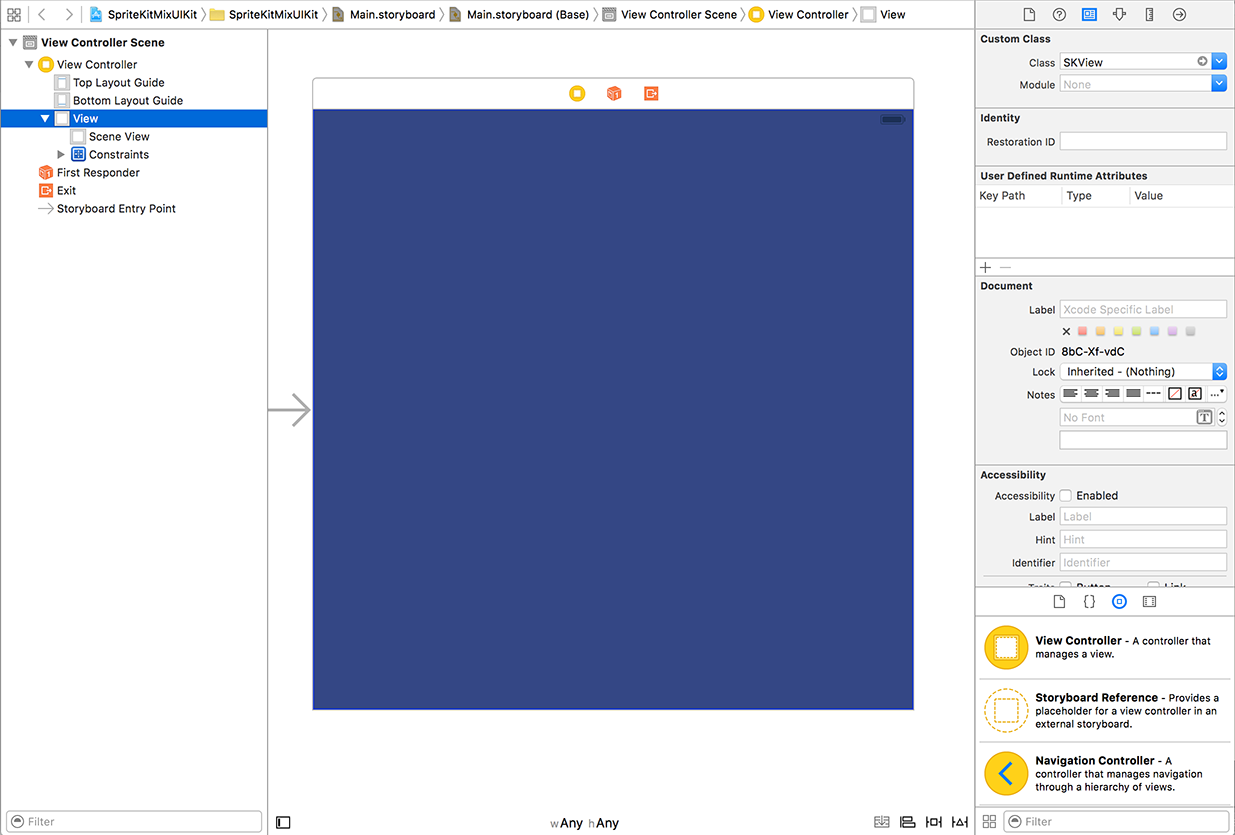 SpriteKitMixUIKit SpriteKitMixUIKit Main.storyboard Main.storyboard (Base) View Controller Scene View Controller View
View Controller Scene
View Controller
Top Layout Guide
Bottom Layout Guide
View
Scene View
Constraints
First Responder
Exit
Storyboard Entry Point
Filter
wAny hAny
Custom Class
Class SKView
Module None
Identity
Restoration ID
User Defined Runtime Attributes
Key Path Type Value
Document
Label Xcode Specific Label
Object ID 8bC-Xf-vdC
Lock Inherited - (Nothing)
Notes
No Font
Accessibility
Accessibility Enabled
Label Label
Hint Hint
Identifier Identifier
Traits Button Link
View Controller - A controller that
manages a view.
Storyboard Reference - Provides a
placeholder for a view controller in an
external storyboard.
Navigation Controller - A
controller that manages navigation
through a hierarchy of views.
Filter